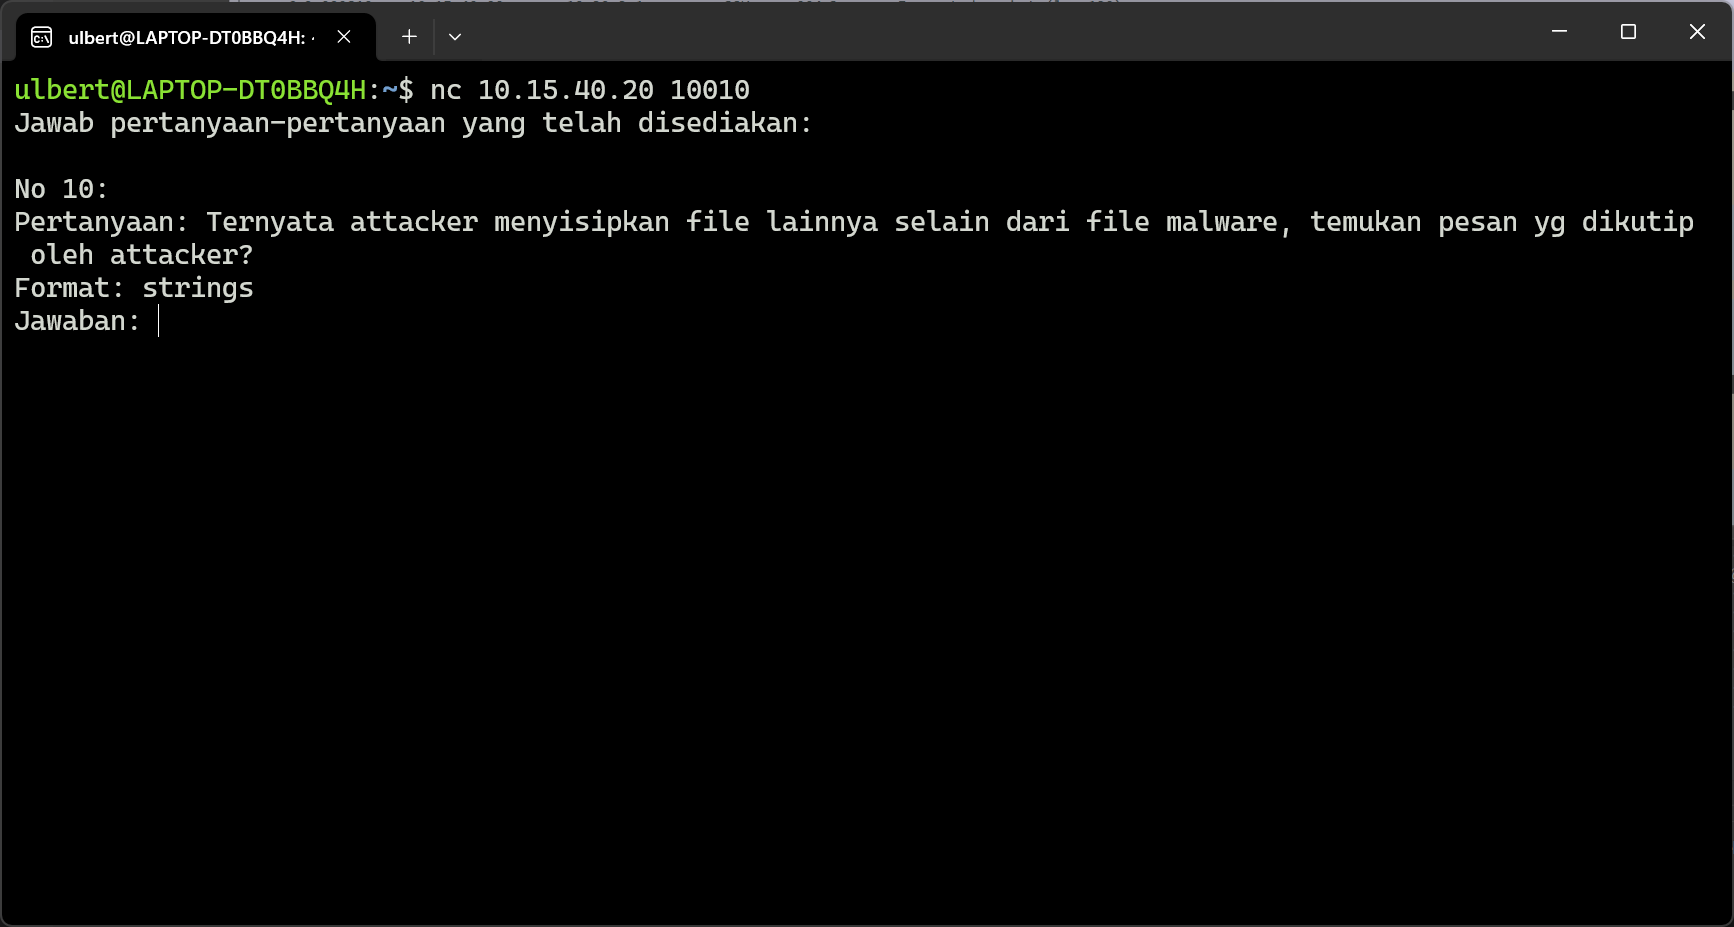 ulbert@LAPTOP-DT0BBQ4H: ~
ulbert@LAPTOP-DT0BBQ4H:~$ nc 10.15.40.20 10010
Jawab pertanyaan-pertanyaan yang telah disediakan:
No 10:
Pertanyaan: Ternyata attacker menyisipkan file lainnya selain dari file malware, temukan pesan yg dikutip
oleh attacker?
Format: strings
Jawaban: